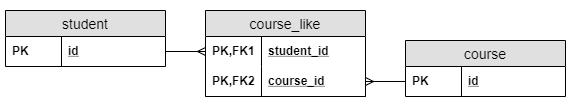 student
PK id
course_like
PK,FK1 student_id
PK,FK2 course_id
course
PK id